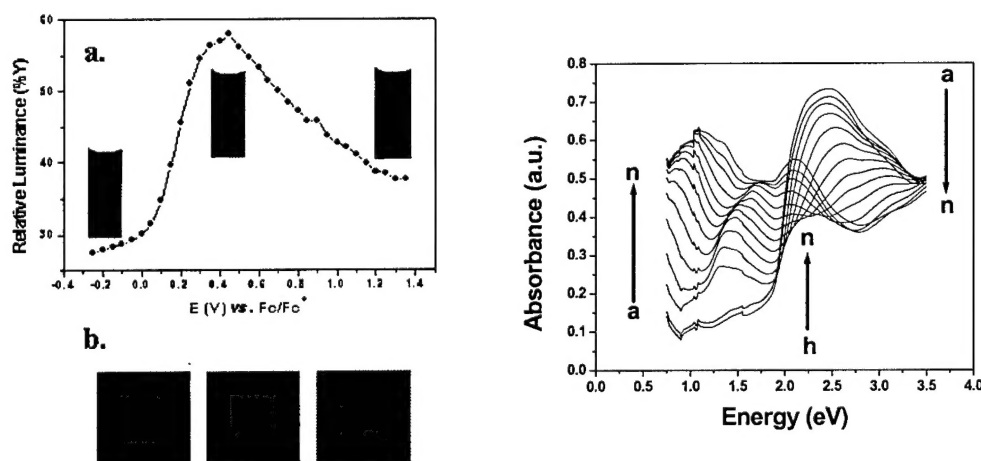 a.
Relative Luminance (%Y)
60
50
40
30
-0.4 -0.2 0.0 0.2 0.4 0.6 0.8 1.0 1.2 1.4
E (V) vs. Fc/Fc+
b.
Absorbance (a.u.)
0.8
0.7
0.6
0.5
0.4
0.3
0.2
0.1
0.0
n
a
n
h
a
n
0.0 0.5 1.0 1.5 2.0 2.5 3.0 3.5 4.0
Energy (eV)